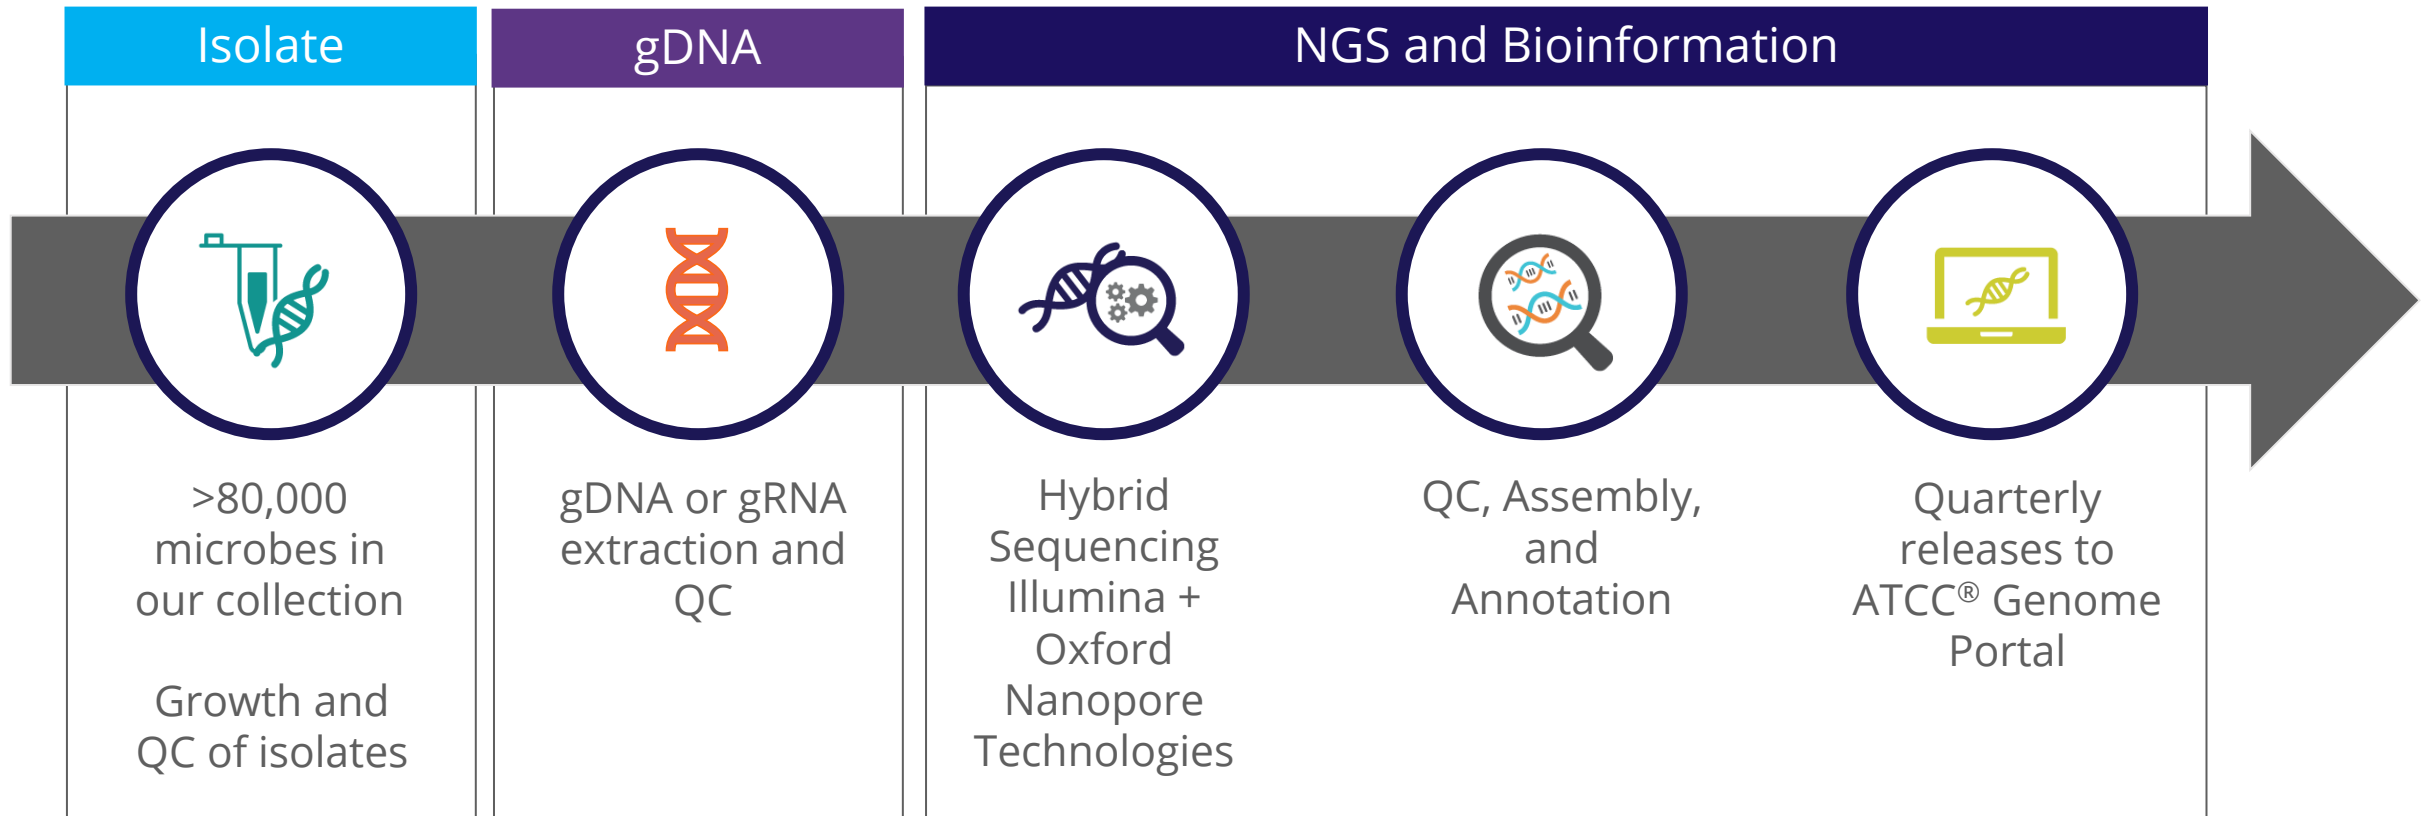 Isolate
gDNA
NGS and Bioinformation
>80,000
microbes in
our collection
Growth and
QC of isolates
gDNA or gRNA
extraction and
QC
Hybrid
Sequencing
Illumina +
Oxford
Nanopore
Technologies
QC, Assembly,
and
Annotation
Quarterly
releases to
ATCC® Genome
Portal